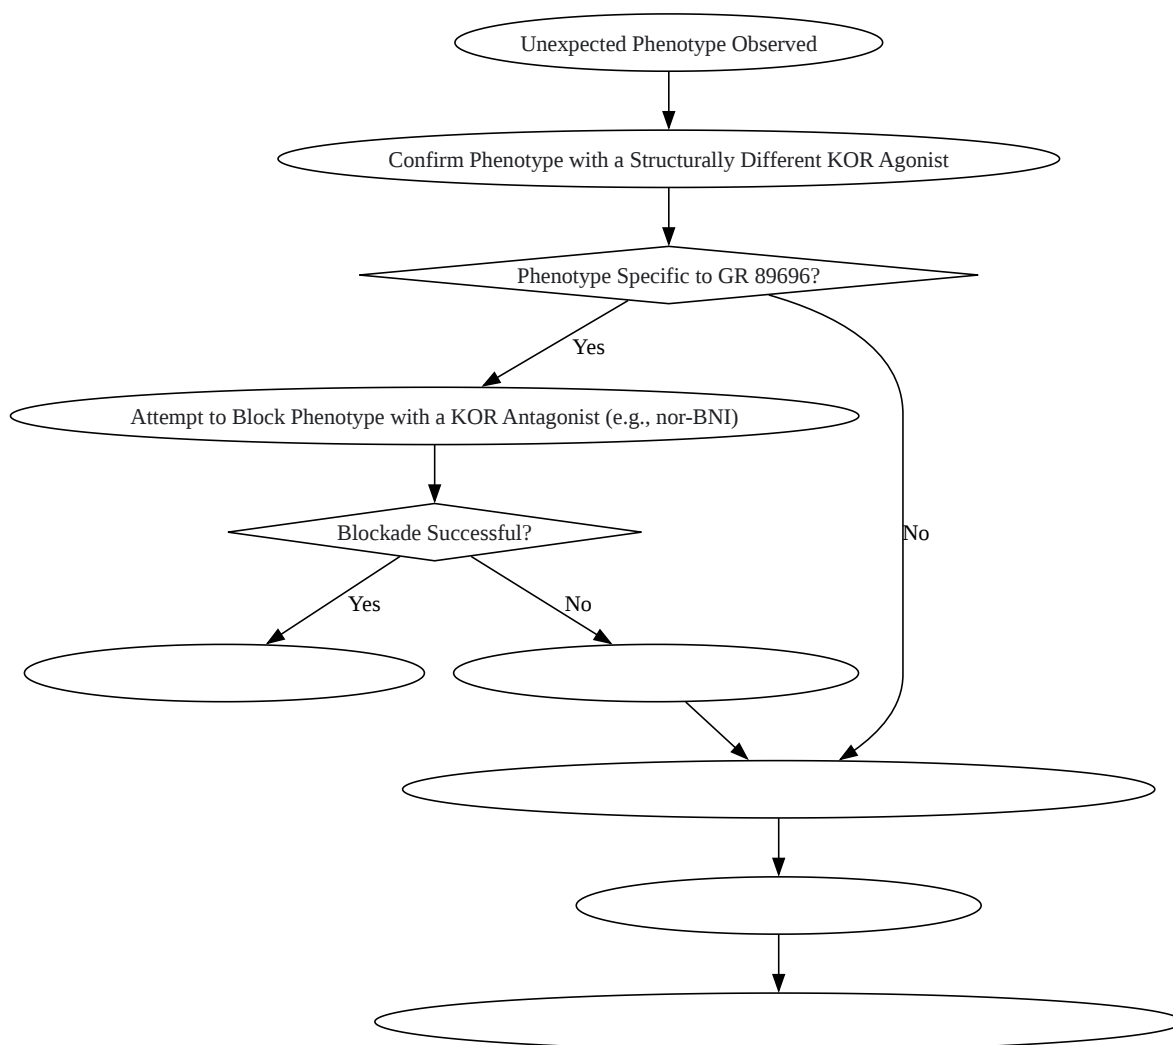 Unexpected Phenotype Observed
Confirm Phenotype with a Structurally Different KOR Agonist
Phenotype Specific to GR 89696?
Yes
Attempt to Block Phenotype with a KOR Antagonist (e.g., nor-BNI)
Blockade Successful?
No
Yes
No